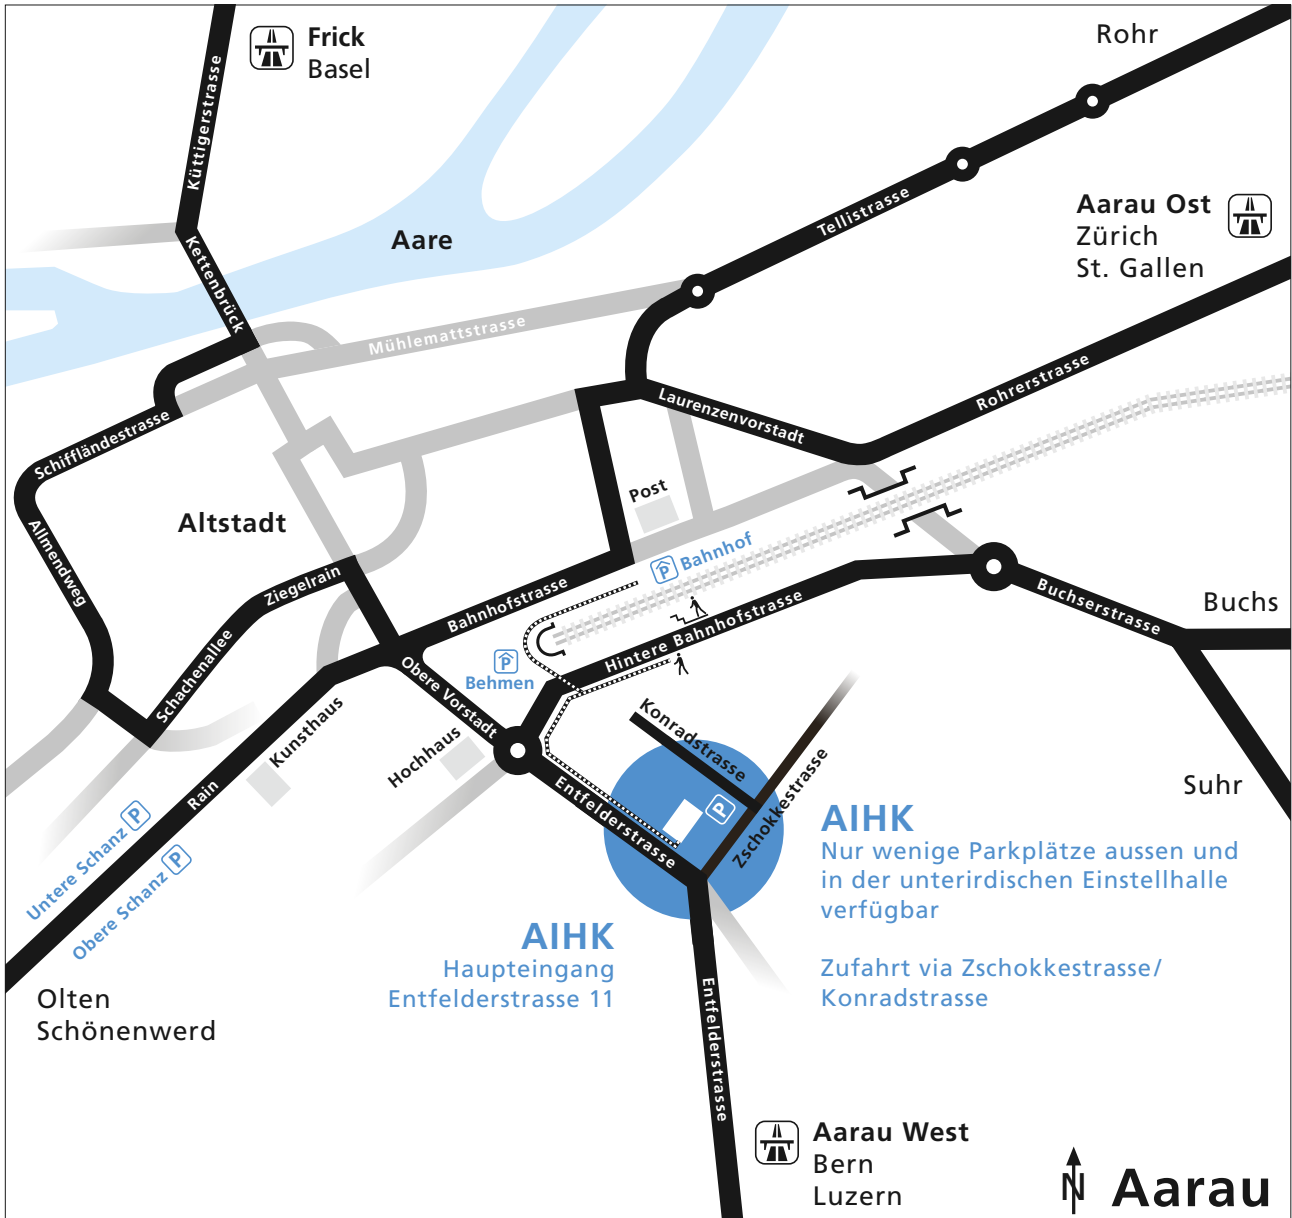 Frick
Basel
Rohr
Küttigerstrasse
Aarau Ost
Zürich
St. Gallen
Tellistrasse
Aare
Kettenbrück
Mühlemattstrasse
Rohrerstrasse
Laurenzenvorstadt
Schiffländestrasse
Post
Altstadt
Allmendweg
P Bahnhof
Ziegelrain
Bahnhofstrasse
Hintere Bahnhofstrasse
Buchserstrasse
Buchs
Schachenallee
P
Behmen
Obere Vorstadt
Kunsthaus
Hochhaus
Konradstrasse
Zschokkestrasse
P
Entfelderstrasse
Rain
Suhr
Untere Schanz P
Obere Schanz P
AIHK
Nur wenige Parkplätze aussen und
in der unterirdischen Einstellhalle
verfügbar
Zufahrt via Zschokkestrasse/
Konradstrasse
AIHK
Haupteingang
Entfelderstrasse 11
Olten
Schönenwerd
Entfelderstrasse
Aarau West
Bern
Luzern
N
Aarau